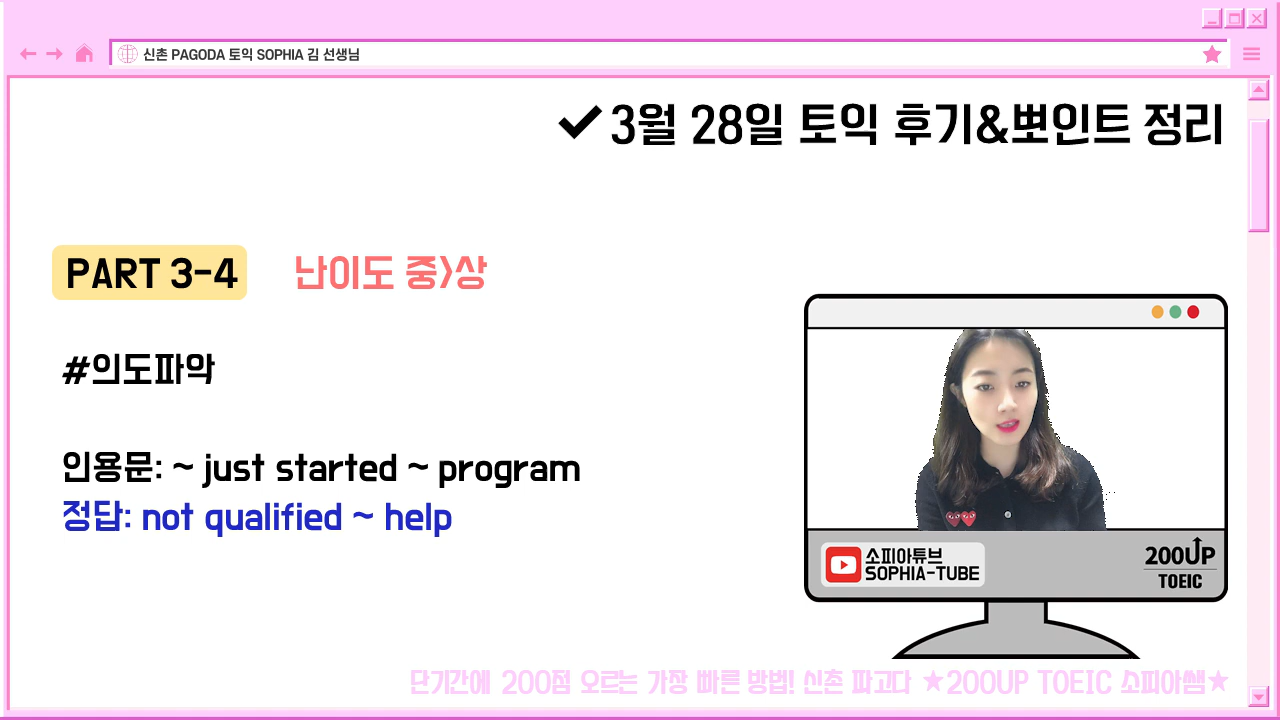 신촌 PAGODA 토익 SOPHIA 김 선생님
3월 28일 토익 후기&뽀인트 정리
PART 3-4 난이도 중>상
#의도파악
인용문: ~ just started ~ program
정답: not qualified ~ help
소피아튜브
SOPHIA-TUBE
200UP
TOEIC
단기간에 200점 오르는 가장 빠른 방법! 신촌 파고다 ★200UP TOEIC 소피아쌤★